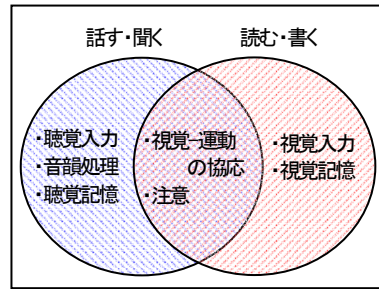 話す・聞く
読む・書く
・聴覚入力
・音韻処理
・聴覚記憶
・視覚-運動
の協応
・注意
・視覚入力
・視覚記憶